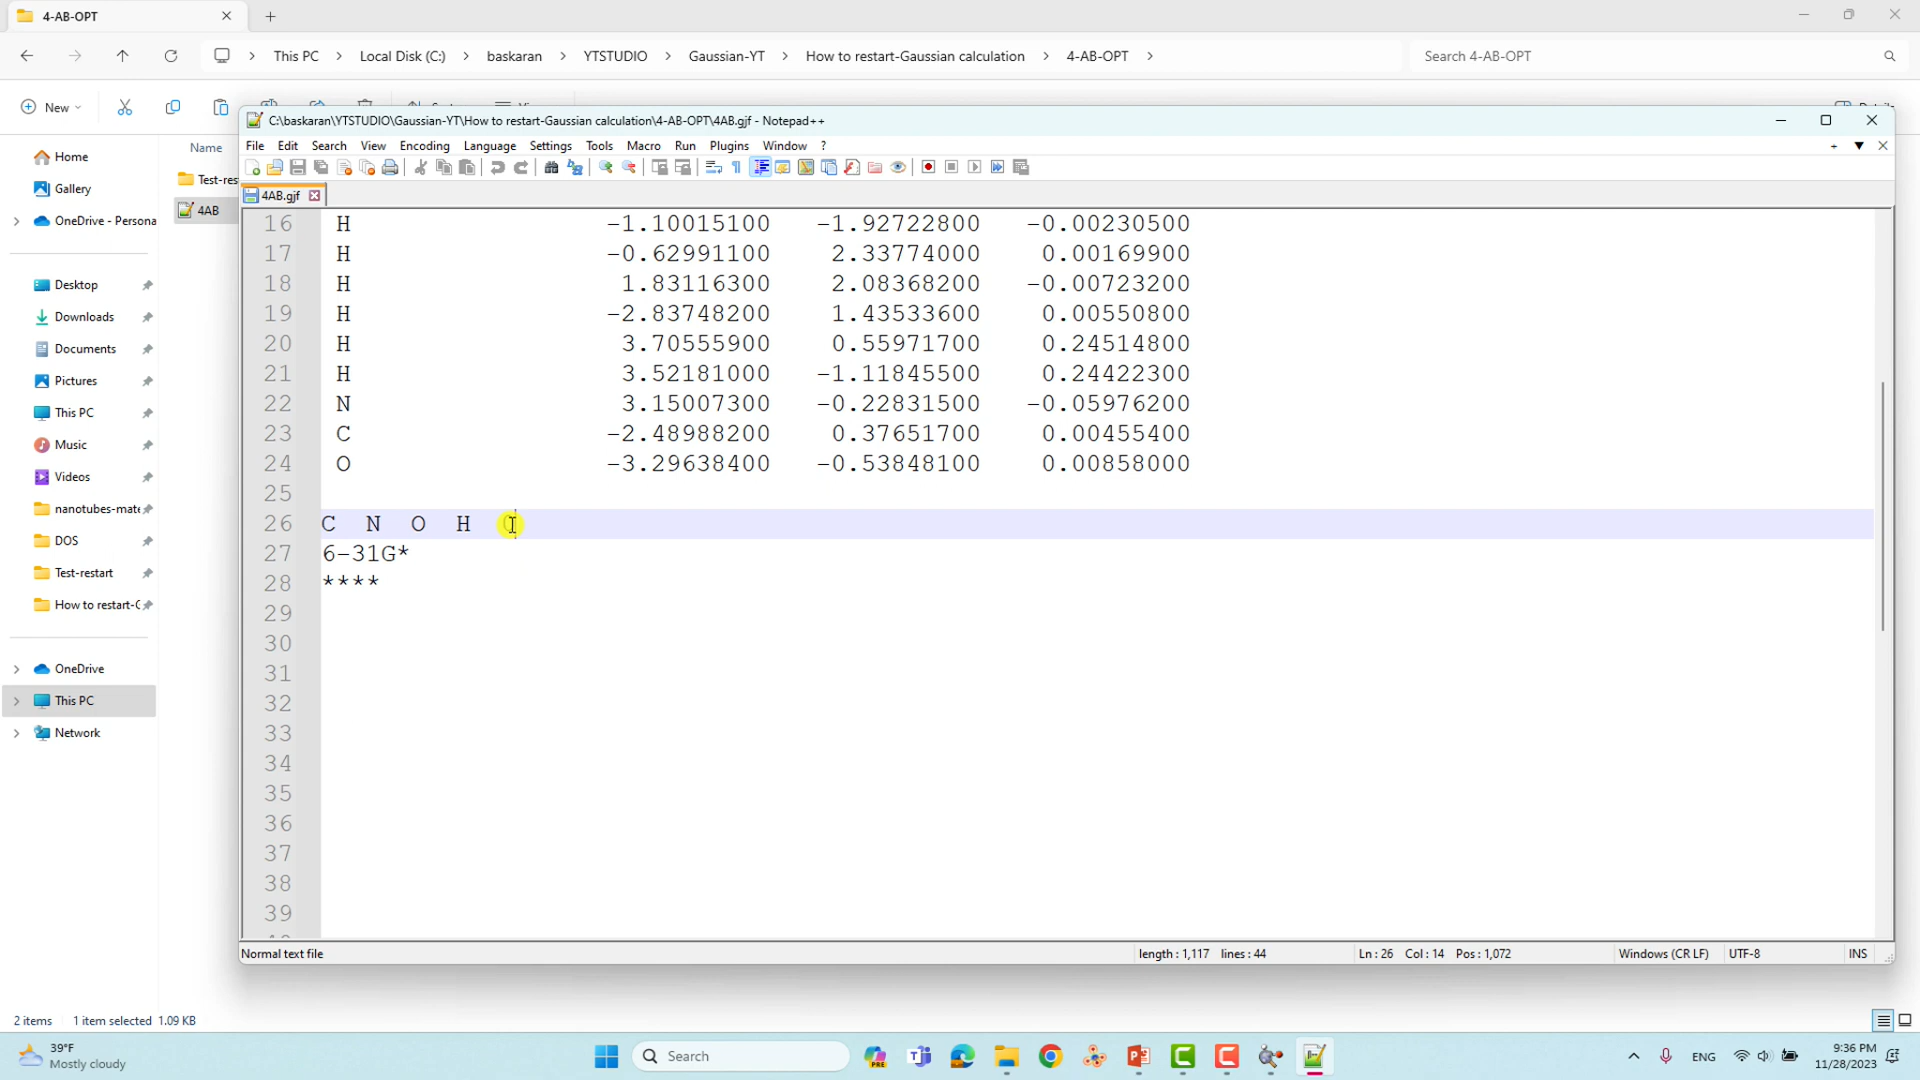 4-AB-OPT
This PC > Local Disk (C:) > baskaran > YTSTUDIO > Gaussian-YT > How to restart-Gaussian calculation > 4-AB-OPT >
Search 4-AB-OPT
New
C:\baskaran\YTSTUDIO\Gaussian-YT\How to restart-Gaussian calculation\4-AB-OPT\4AB.gjf - Notepad++
File Edit Search View Encoding Language Settings Tools Macro Run Plugins Window ?
4AB.gjf
Name
Test-res
4AB
Home
Gallery
OneDrive - Persona
Desktop
Downloads
Documents
Pictures
This PC
Music
Videos
nanotubes-mate
DOS
Test-restart
How to restart-G
OneDrive
This PC
Network
16 H -1.10015100 -1.92722800 -0.00230500
17 H -0.62991100 2.33774000 0.00169900
18 H 1.83116300 2.08368200 -0.00723200
19 H -2.83748200 1.43533600 0.00550800
20 H 3.70555900 0.55971700 0.24514800
21 H 3.52181000 -1.11845500 0.24422300
22 N 3.15007300 -0.22831500 -0.05976200
23 C -2.48988200 0.37651700 0.00455400
24 O -3.29638400 -0.53848100 0.00858000
25
26 C N O H
27 6-31G*
28 ****
29
30
31
32
33
34
35
36
37
38
39
Normal text file
length : 1,117 lines : 44
Ln : 26 Col : 14 Pos : 1,072
Windows (CR LF)
UTF-8
INS
2 items
1 item selected 1.09 KB
39°F
Mostly cloudy
Search
ENG
9:36 PM
11/28/2023